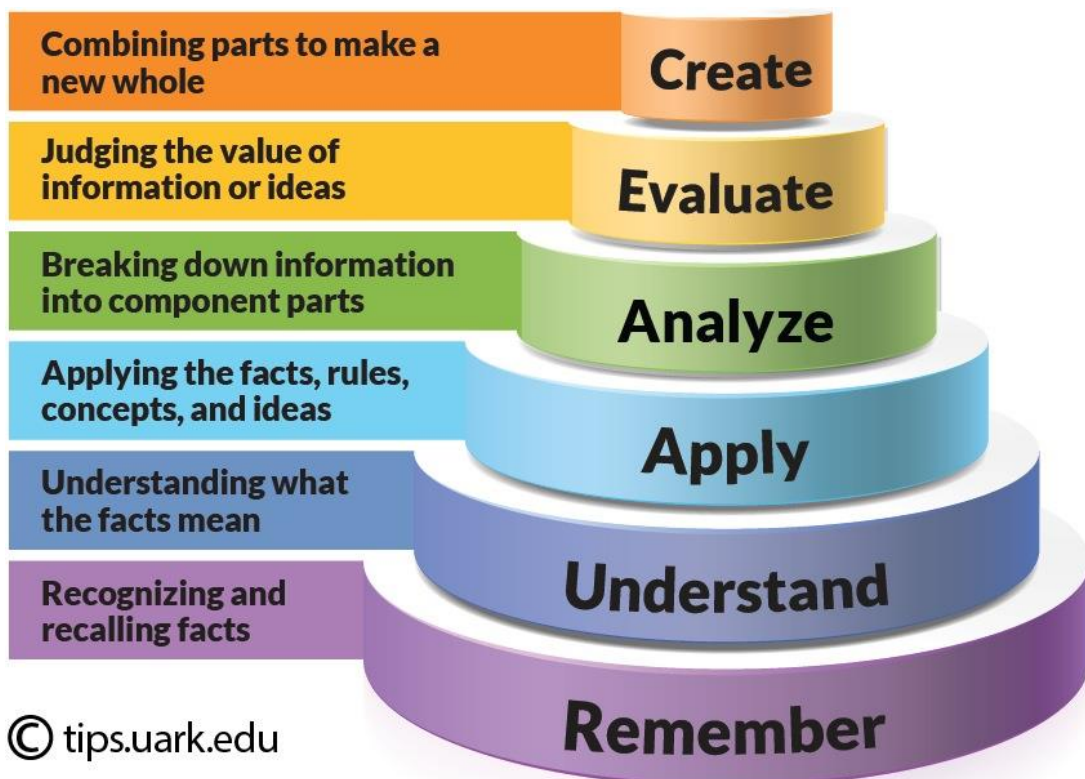 Combining parts to make a
new whole
Create
Judging the value of
information or ideas
Evaluate
Breaking down information
into component parts
Analyze
Applying the facts, rules,
concepts, and ideas
Apply
Understanding what
the facts mean
Understand
Recognizing and
recalling facts
Remember
© tips.uark.edu